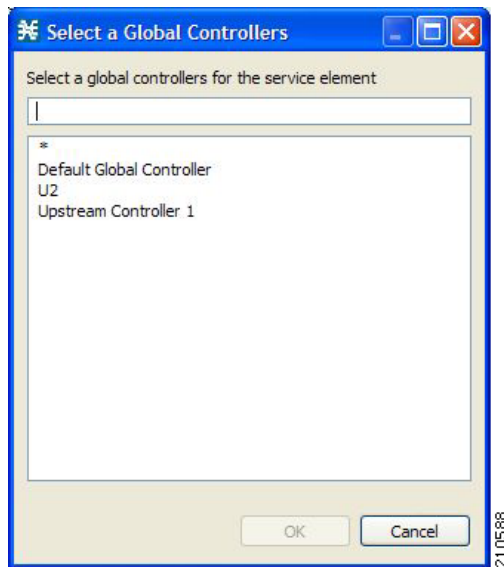 Select a Global Controllers
Select a global controllers for the service element
*
Default Global Controller
U2
Upstream Controller 1
OK
Cancel
210588